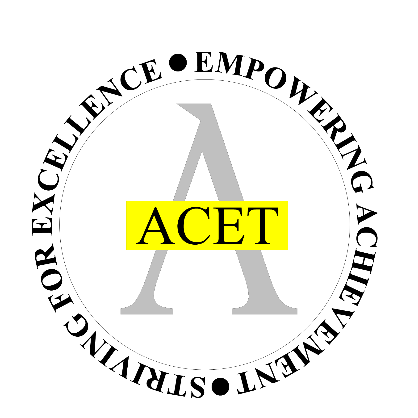 STRIVING FOR EXCELLENCE • EMPOWERING ACHIEVEMENT •
A
ACET